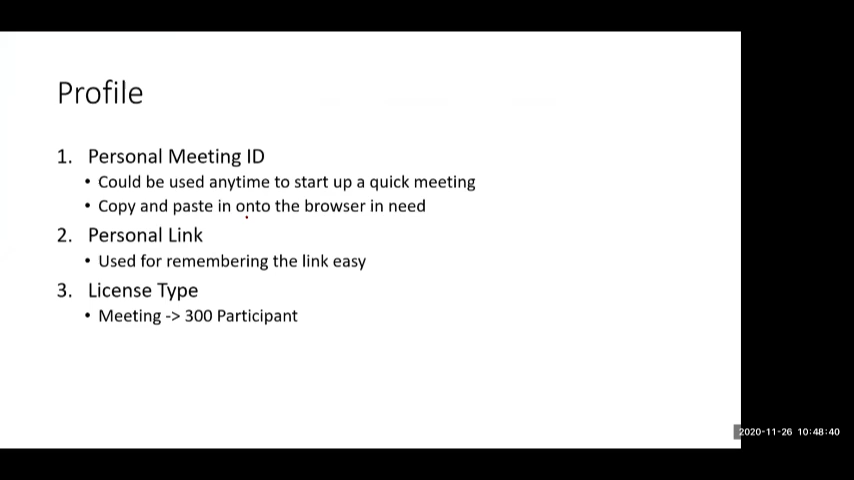 Profile
1. Personal Meeting ID
• Could be used anytime to start up a quick meeting
• Copy and paste in onto the browser in need
2. Personal Link
• Used for remembering the link easy
3. License Type
• Meeting -> 300 Participant
2020-11-26 10:48:40